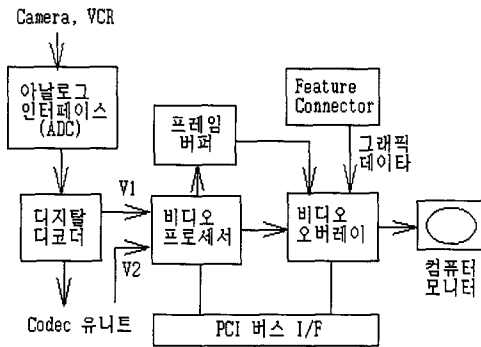 Camera, VCR
아날로그
인터페이스
(ADC)
Feature
Connector
프레임
버퍼
그래픽
데이타
V1
디지탈
디코더
비디오
프로세서
비디오
오버레이
V2
컴퓨터
모니터
Codec 유니트
PCI 버스 I/F